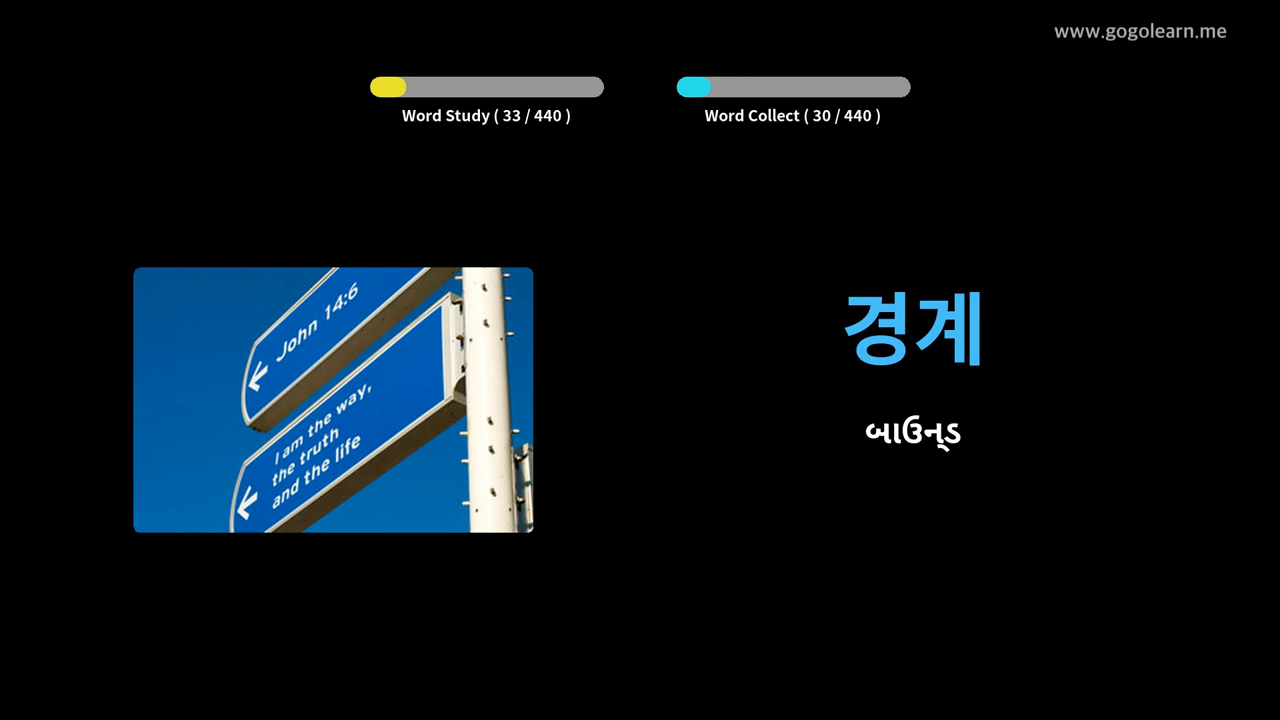 www.gogolearn.me
Word Study ( 33 / 440 )
Word Collect ( 30 / 440 )
John 14:6
I am the way,
the truth
and the life
경계
બાઉન્ડ